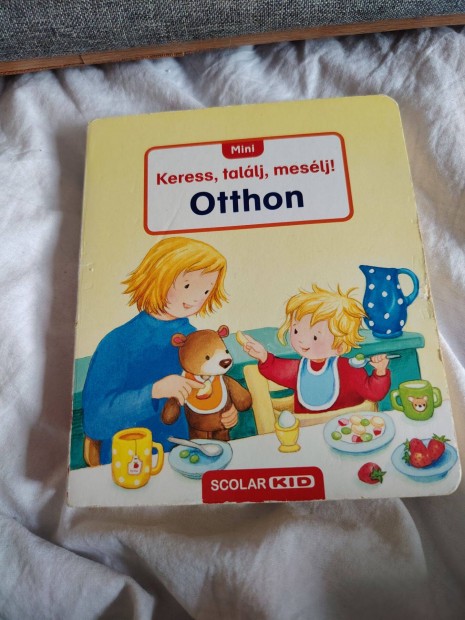 Mini
Keress, találj, mesélj!
Otthon
SCOLAR KID